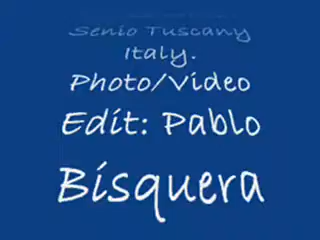 Senio Tuscany
Italy.
Photo/Video
Edit: Pablo
Bisquera